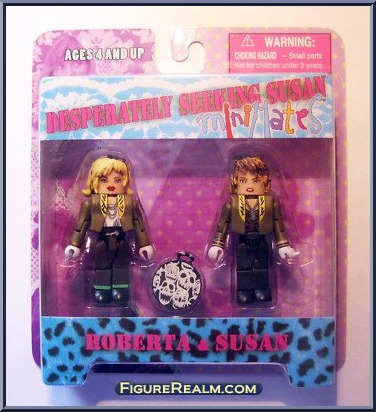 AGES 4 AND UP
WARNING:
CHOKING HAZARD - Small parts
Not for children under 3 years.
DESPERATELY SEEKING SUSAN
miniMates
ROBERTA & SUSAN
FIGUREREALM.COM